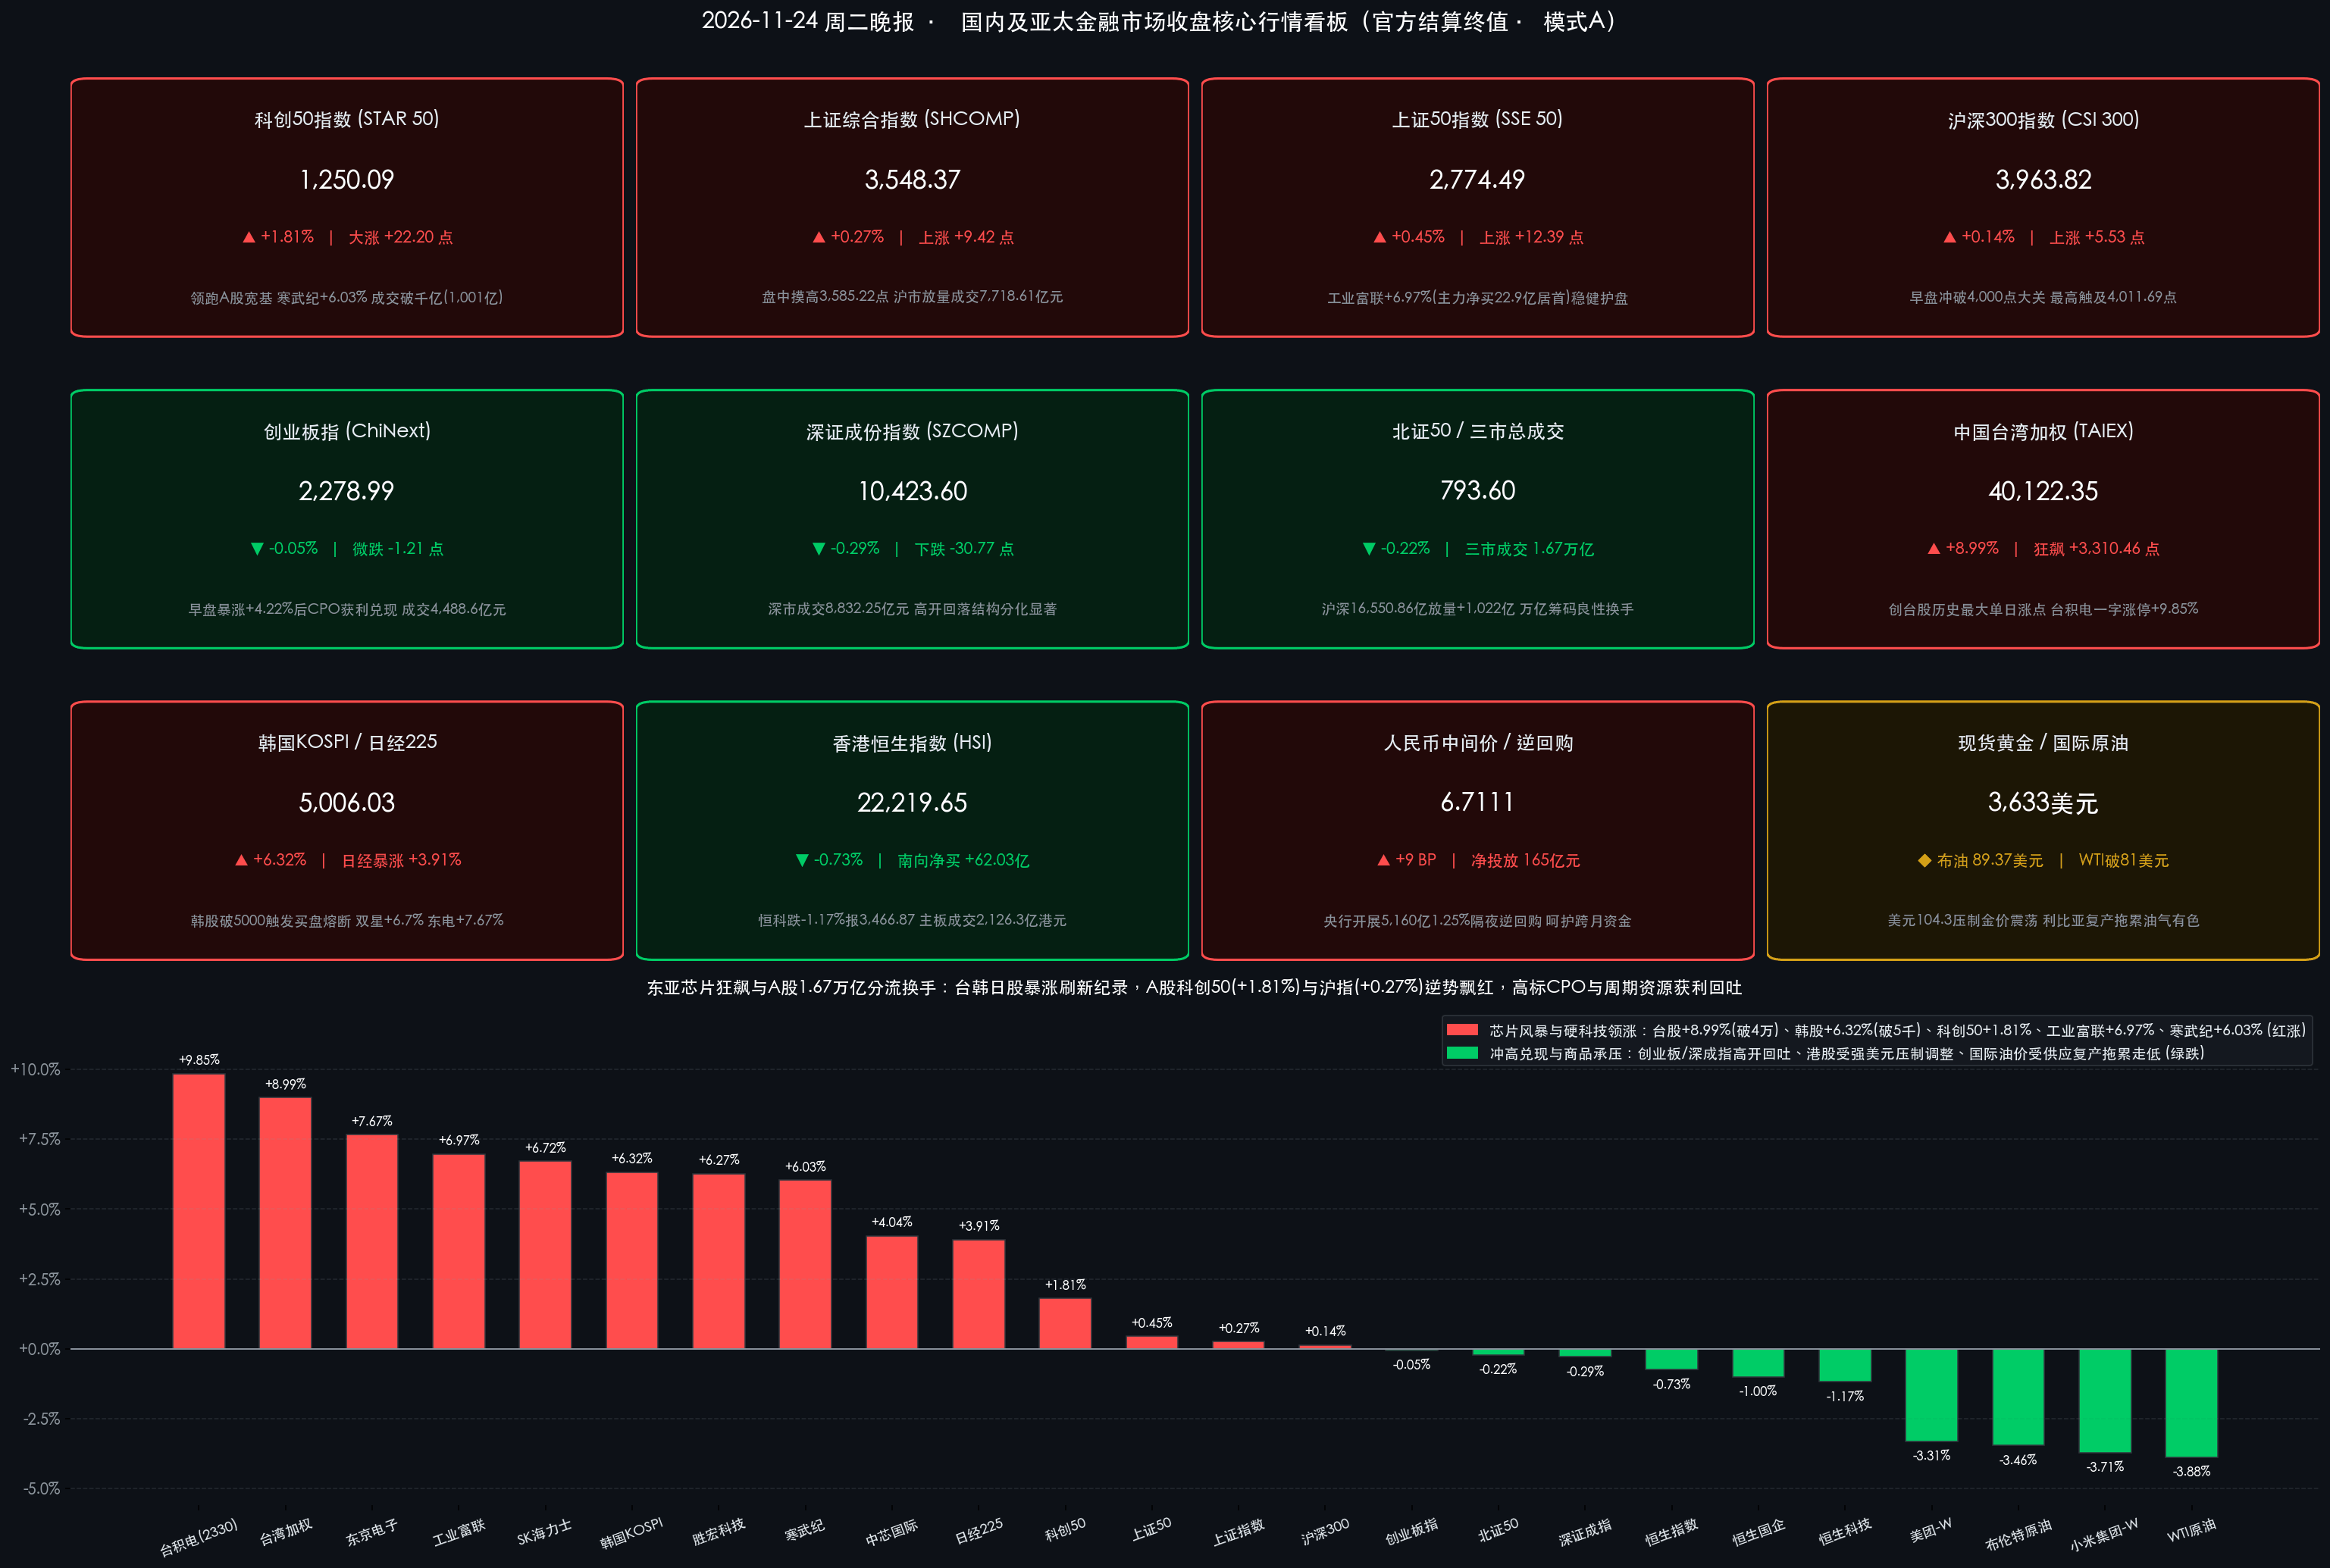 2026-11-24 周二晚报 · 国内及亚太金融市场收盘核心行情看板（官方结算终值 · 模式A）
科创50指数 (STAR 50)
1,250.09
▲ +1.81% | 大涨 +22.20 点
领跑A股宽基 寒武纪+6.03% 成交破千亿(1,001亿)
上证综合指数 (SHCOMP)
3,548.37
▲ +0.27% | 上涨 +9.42 点
盘中摸高3,585.22点 沪市放量成交7,718.61亿元
上证50指数 (SSE 50)
2,774.49
▲ +0.45% | 上涨 +12.39 点
工业富联+6.97%(主力净买22.9亿居首)稳健护盘
沪深300指数 (CSI 300)
3,963.82
▲ +0.14% | 上涨 +5.53 点
早盘冲破4,000点大关 最高触及4,011.69点
创业板指 (ChiNext)
2,278.99
▼ -0.05% | 微跌 -1.21 点
早盘暴涨+4.22%后CPO获利兑现 成交4,488.6亿元
深证成份指数 (SZCOMP)
10,423.60
▼ -0.29% | 下跌 -30.77 点
深市成交8,832.25亿元 高开回落结构分化显著
北证50 / 三市总成交
793.60
▼ -0.22% | 三市成交 1.67万亿
沪深16,550.86亿放量+1,022亿 万亿筹码良性换手
中国台湾加权 (TAIEX)
40,122.35
▲ +8.99% | 狂飙 +3,310.46 点
创台股历史最大单日涨点 台积电一字涨停+9.85%
韩国KOSPI / 日经225
5,006.03
▲ +6.32% | 日经暴涨 +3.91%
韩股破5000触发买盘熔断 双星+6.7% 东电+7.67%
香港恒生指数 (HSI)
22,219.65
▼ -0.73% | 南向净买 +62.03亿
恒科跌-1.17%报3,466.87 主板成交2,126.3亿港元
人民币中间价 / 逆回购
6.7111
▲ +9 BP | 净投放 165亿元
央行开展5,160亿1.25%隔夜逆回购 呵护跨月资金
现货黄金 / 国际原油
3,633美元
◆ 布油 89.37美元 | WTI破81美元
美元104.3压制金价震荡 利比亚复产拖累油气有色
东亚芯片狂飙与A股1.67万亿分流换手：台韩日股暴涨刷新纪录，A股科创50(+1.81%)与沪指(+0.27%)逆势飘红，高标CPO与周期资源获利回吐
芯片风暴与硬科技领涨：台股+8.99%(破4万)、韩股+6.32%(破5千)、科创50+1.81%、工业富联+6.97%、寒武纪+6.03% (红涨)
冲高兑现与商品承压：创业板/深成指高开回吐、港股受强美元压制调整、国际油价受供应复产拖累走低 (绿跌)
+10.0%
+7.5%
+5.0%
+2.5%
+0.0%
-2.5%
-5.0%
+9.85%
+8.99%
+7.67%
+6.97%
+6.72%
+6.32%
+6.27%
+6.03%
+4.04%
+3.91%
+1.81%
+0.45%
+0.27%
+0.14%
-0.05%
-0.22%
-0.29%
-0.73%
-1.00%
-1.17%
-3.31%
-3.46%
-3.71%
-3.88%
台积电(2330)
台湾加权
东京电子
工业富联
SK海力士
韩国KOSPI
胜宏科技
寒武纪
中芯国际
日经225
科创50
上证50
上证指数
沪深300
创业板指
北证50
深证成指
恒生指数
恒生国企
恒生科技
美团-W
布伦特原油
小米集团-W
WTI原油